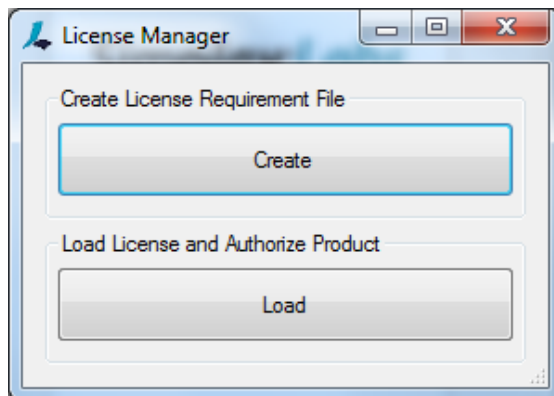 License Manager
Create License Requirement File
Create
Load License and Authorize Product
Load